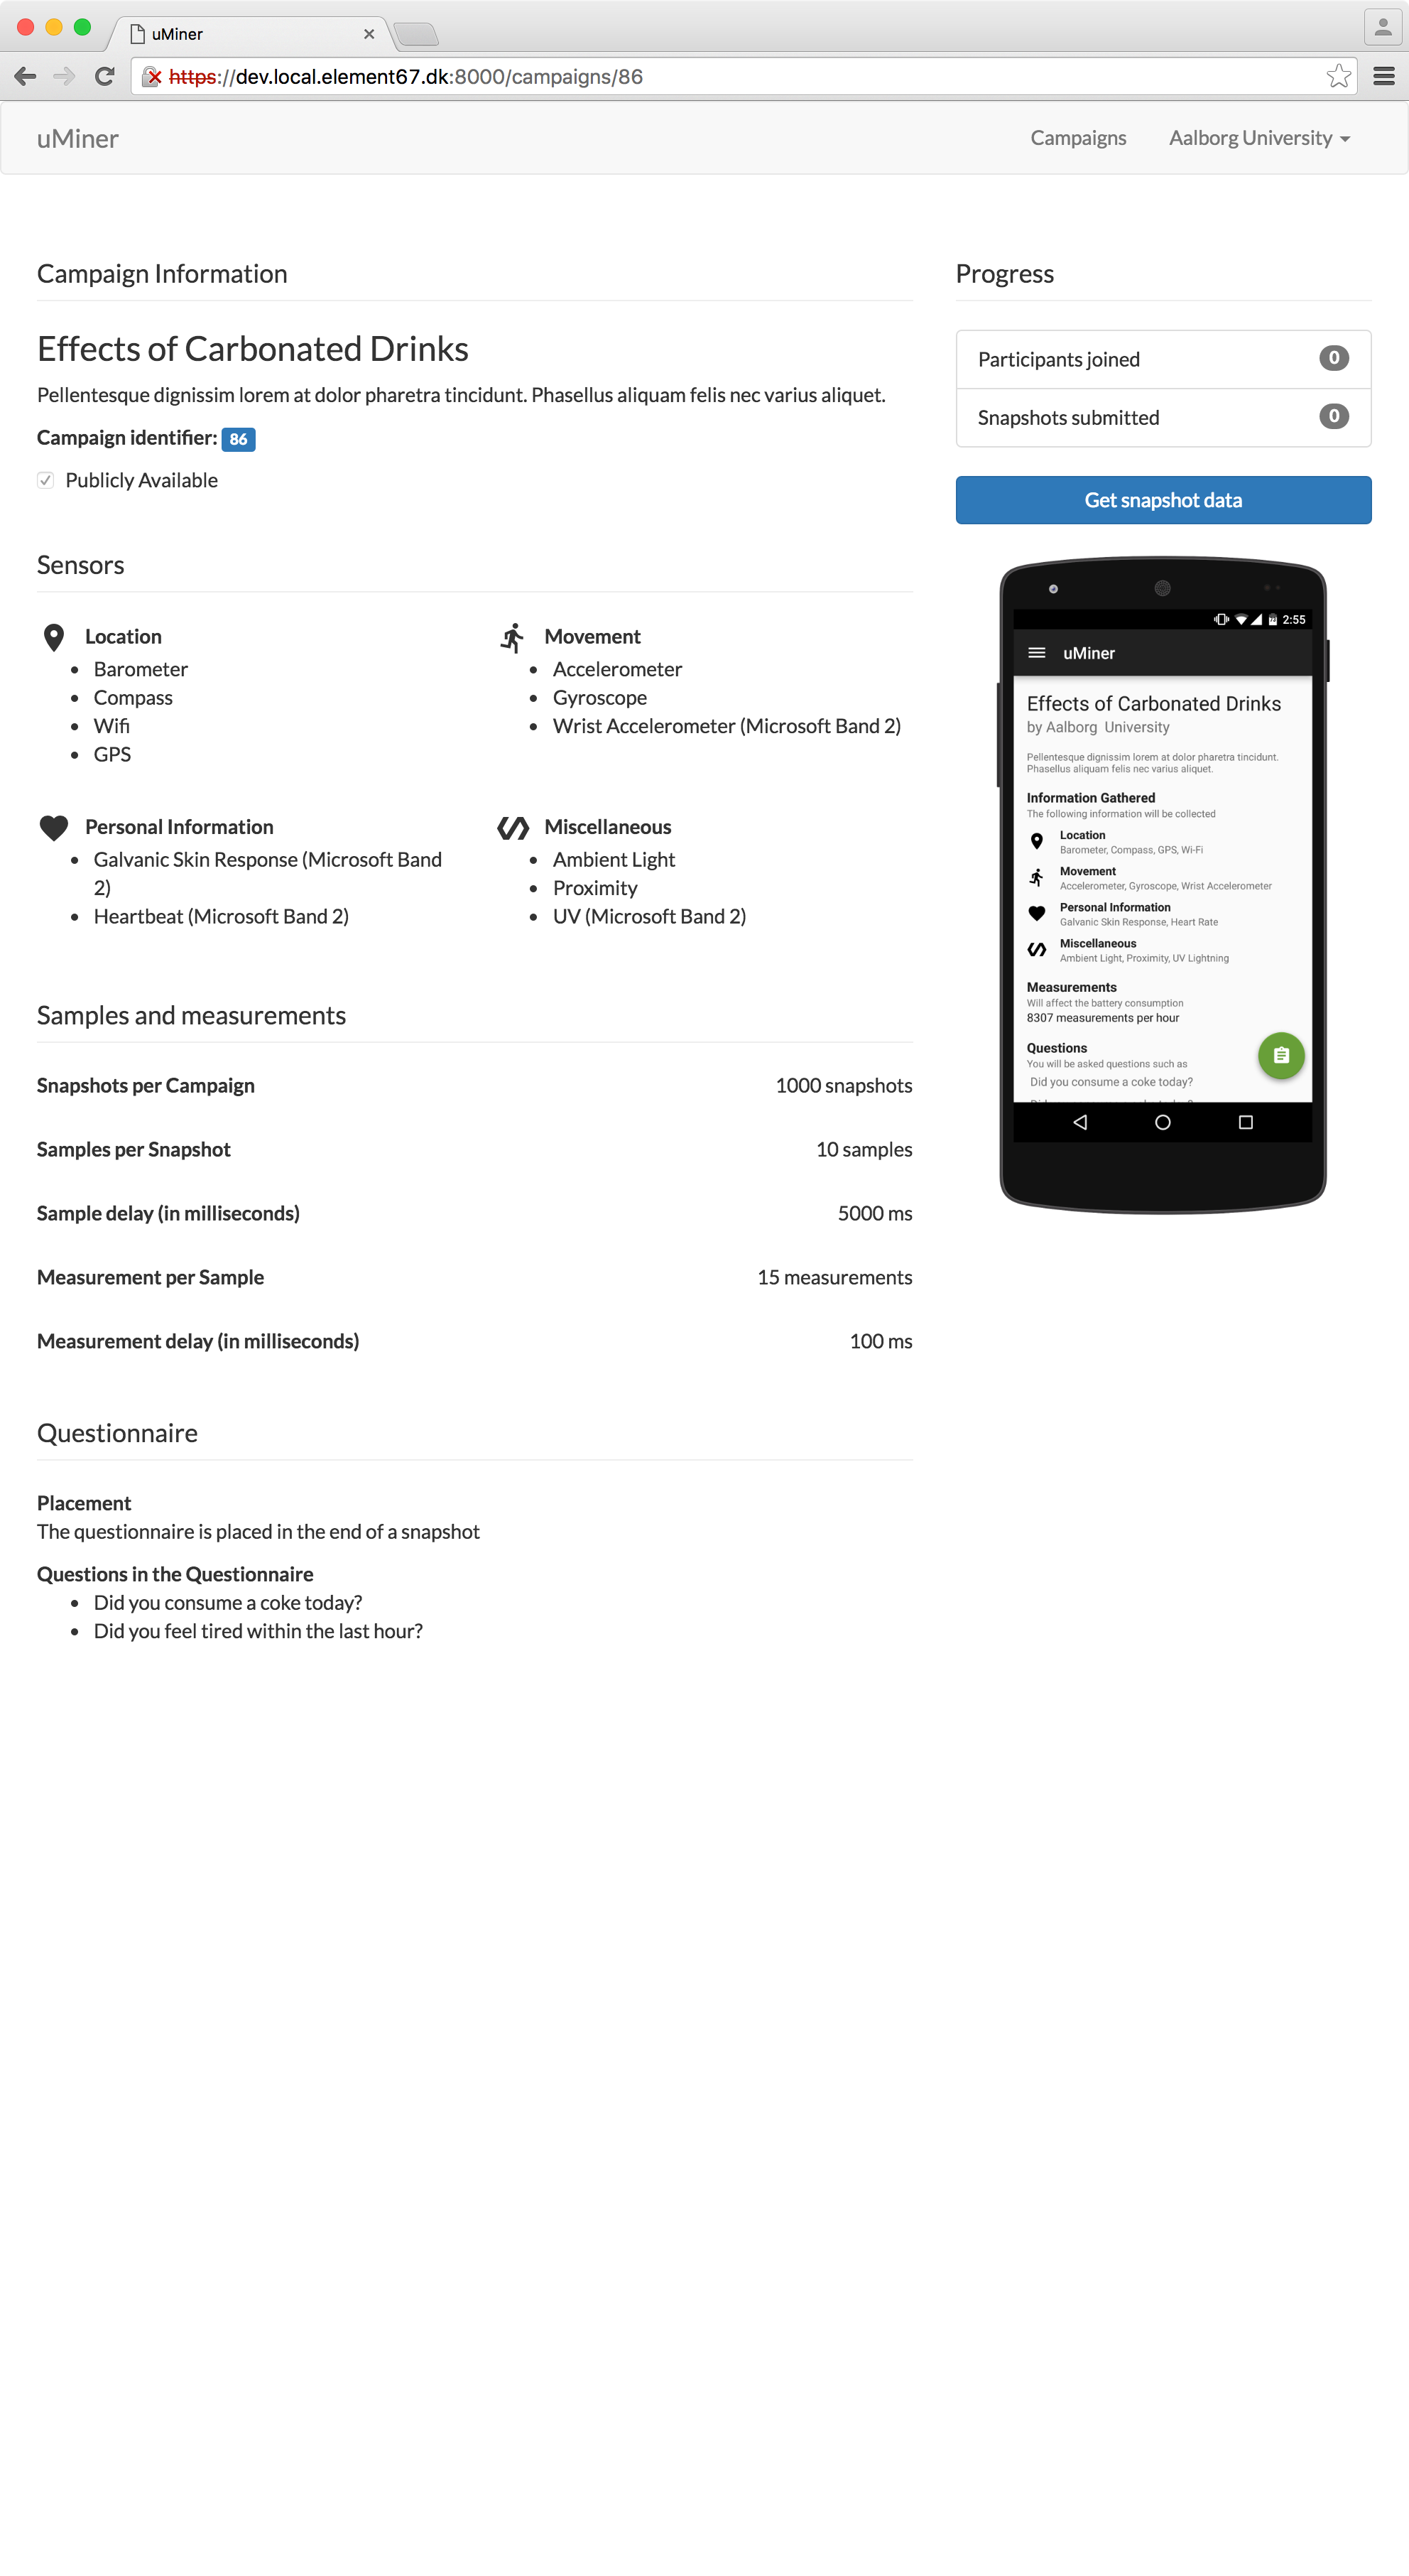 uMiner
https://dev.local.element67.dk:8000/campaigns/86
uMiner
Campaigns
Aalborg University
Campaign Information
Effects of Carbonated Drinks
Pellentesque dignissim lorem at dolor pharetra tincidunt. Phasellus aliquam felis nec varius aliquet.
Campaign identifier: 86
Publicly Available
Sensors
Location
Barometer
Compass
Wifi
GPS
Movement
Accelerometer
Gyroscope
Wrist Accelerometer (Microsoft Band 2)
Personal Information
Galvanic Skin Response (Microsoft Band
2)
Heartbeat (Microsoft Band 2)
Miscellaneous
Ambient Light
Proximity
UV (Microsoft Band 2)
Samples and measurements
Snapshots per Campaign 1000 snapshots
Samples per Snapshot 10 samples
Sample delay (in milliseconds) 5000 ms
Measurement per Sample 15 measurements
Measurement delay (in milliseconds) 100 ms
Questionnaire
Placement
The questionnaire is placed in the end of a snapshot
Questions in the Questionnaire
Did you consume a coke today?
Did you feel tired within the last hour?
Progress
Participants joined 0
Snapshots submitted 0
Get snapshot data
2:55
uMiner
Effects of Carbonated Drinks
by Aalborg University
Pellentesque dignissim lorem at dolor pharetra tincidunt.
Phasellus aliquam felis nec varius aliquet.
Information Gathered
The following information will be collected
Location
Barometer, Compass, GPS, Wi-Fi
Movement
Accelerometer, Gyroscope, Wrist Accelerometer
Personal Information
Galvanic Skin Response, Heart Rate
Miscellaneous
Ambient Light, Proximity, UV Lightning
Measurements
Will affect the battery consumption
8307 measurements per hour
Questions
You will be asked questions such as
Did you consume a coke today?